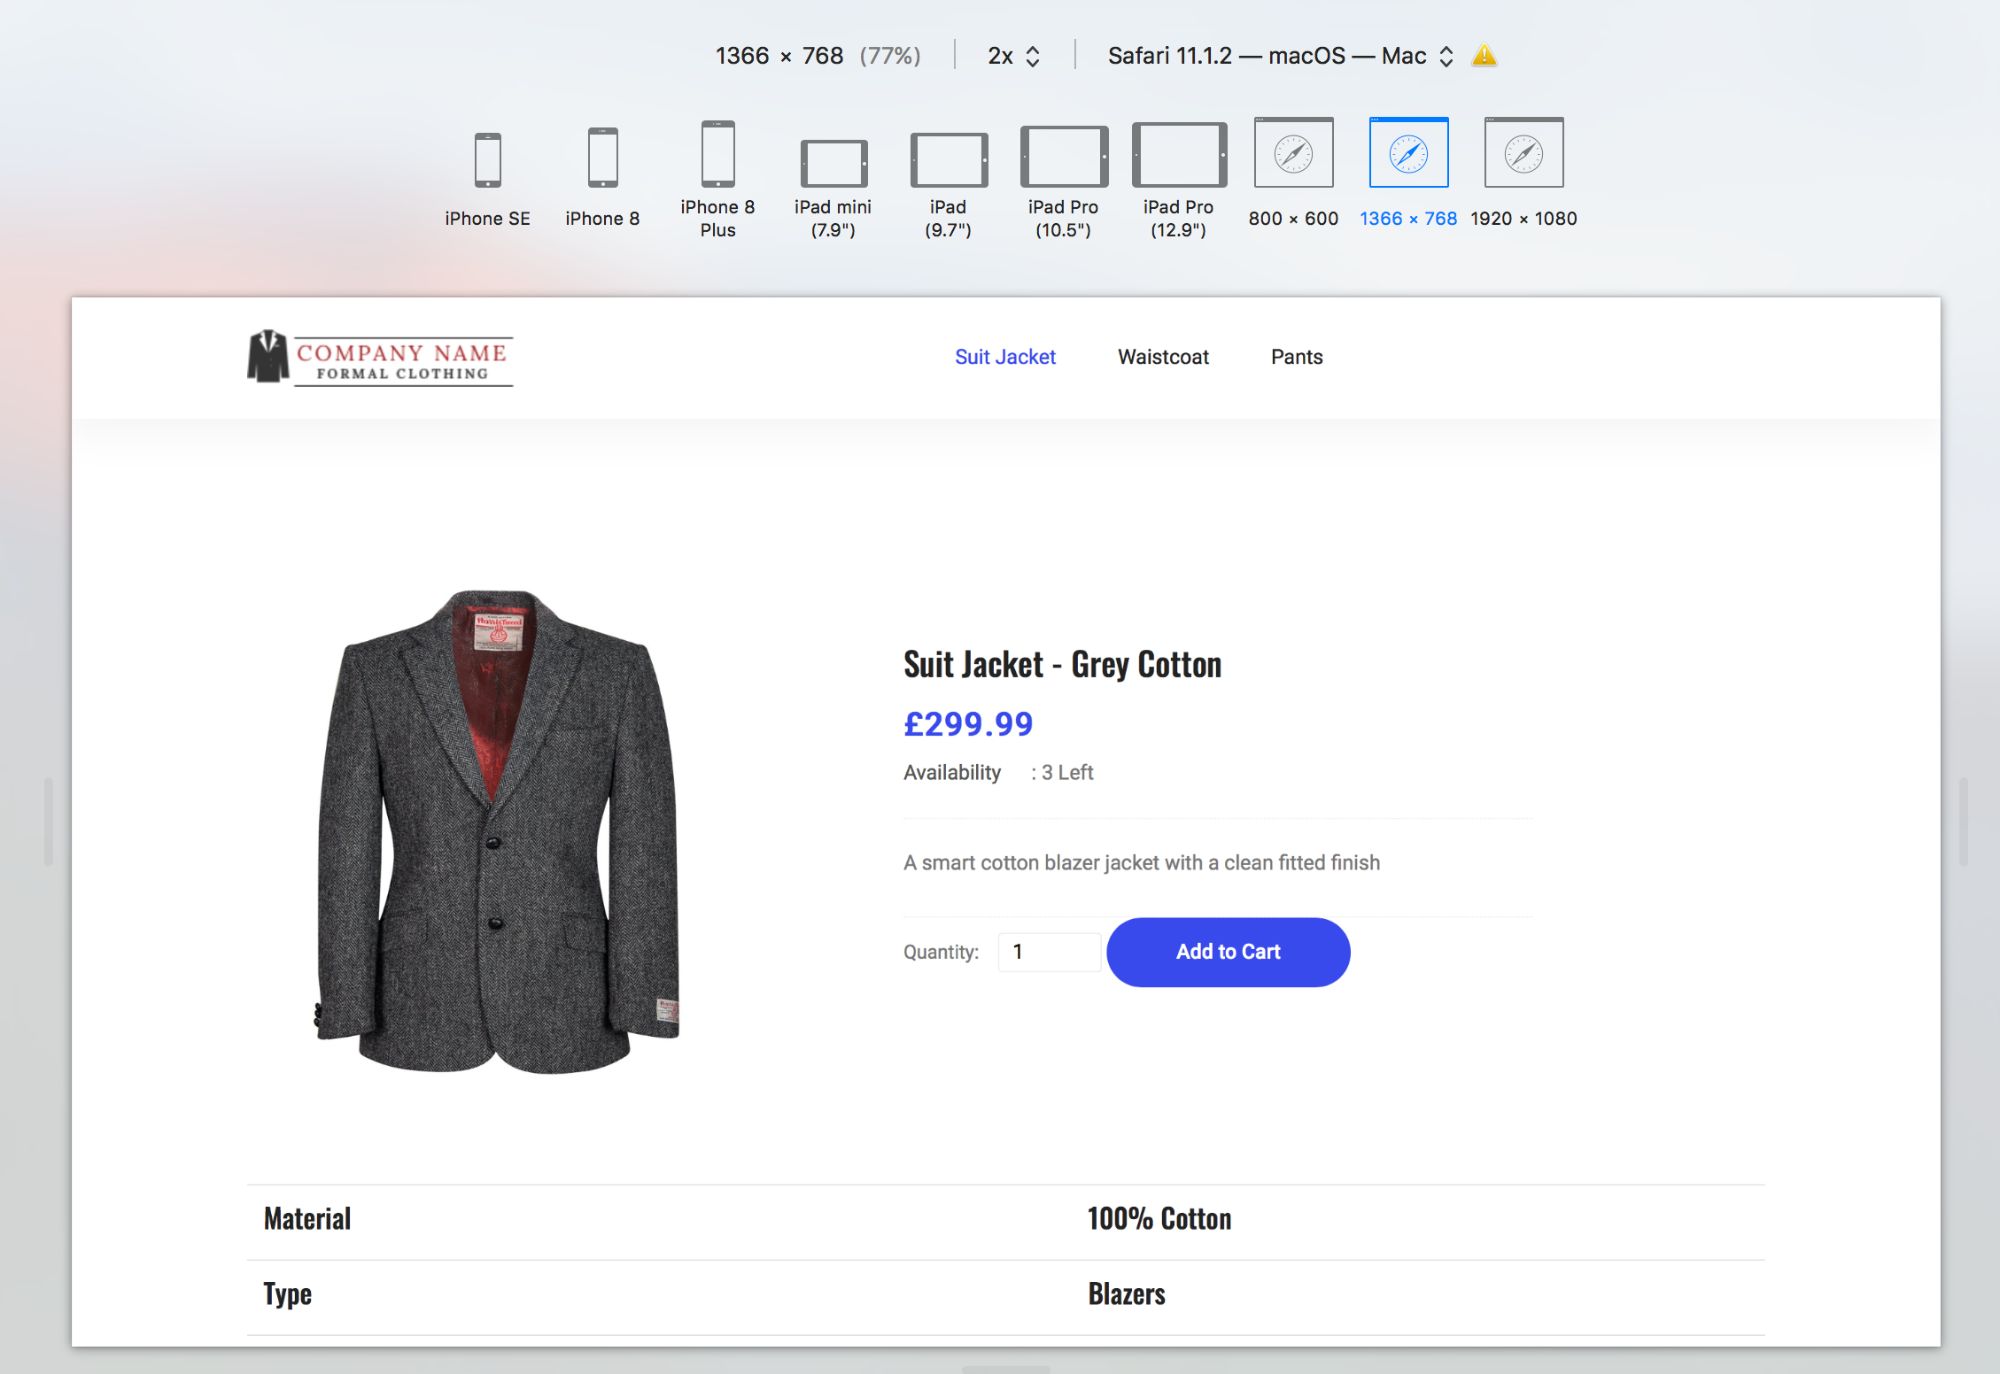 1366 × 768 (77%) 2x Safari 11.1.2 — macOS — Mac
iPhone SE
iPhone 8
iPhone 8
Plus
iPad mini
(7.9")
iPad
(9.7")
iPad Pro
(10.5")
iPad Pro
(12.9")
800 × 600
1366 × 768
1920 × 1080
COMPANY NAME
FORMAL CLOTHING
Suit Jacket Waistcoat Pants
Suit Jacket - Grey Cotton
£299.99
Availability : 3 Left
A smart cotton blazer jacket with a clean fitted finish
Quantity: 1 Add to Cart
Material 100% Cotton
Type Blazers